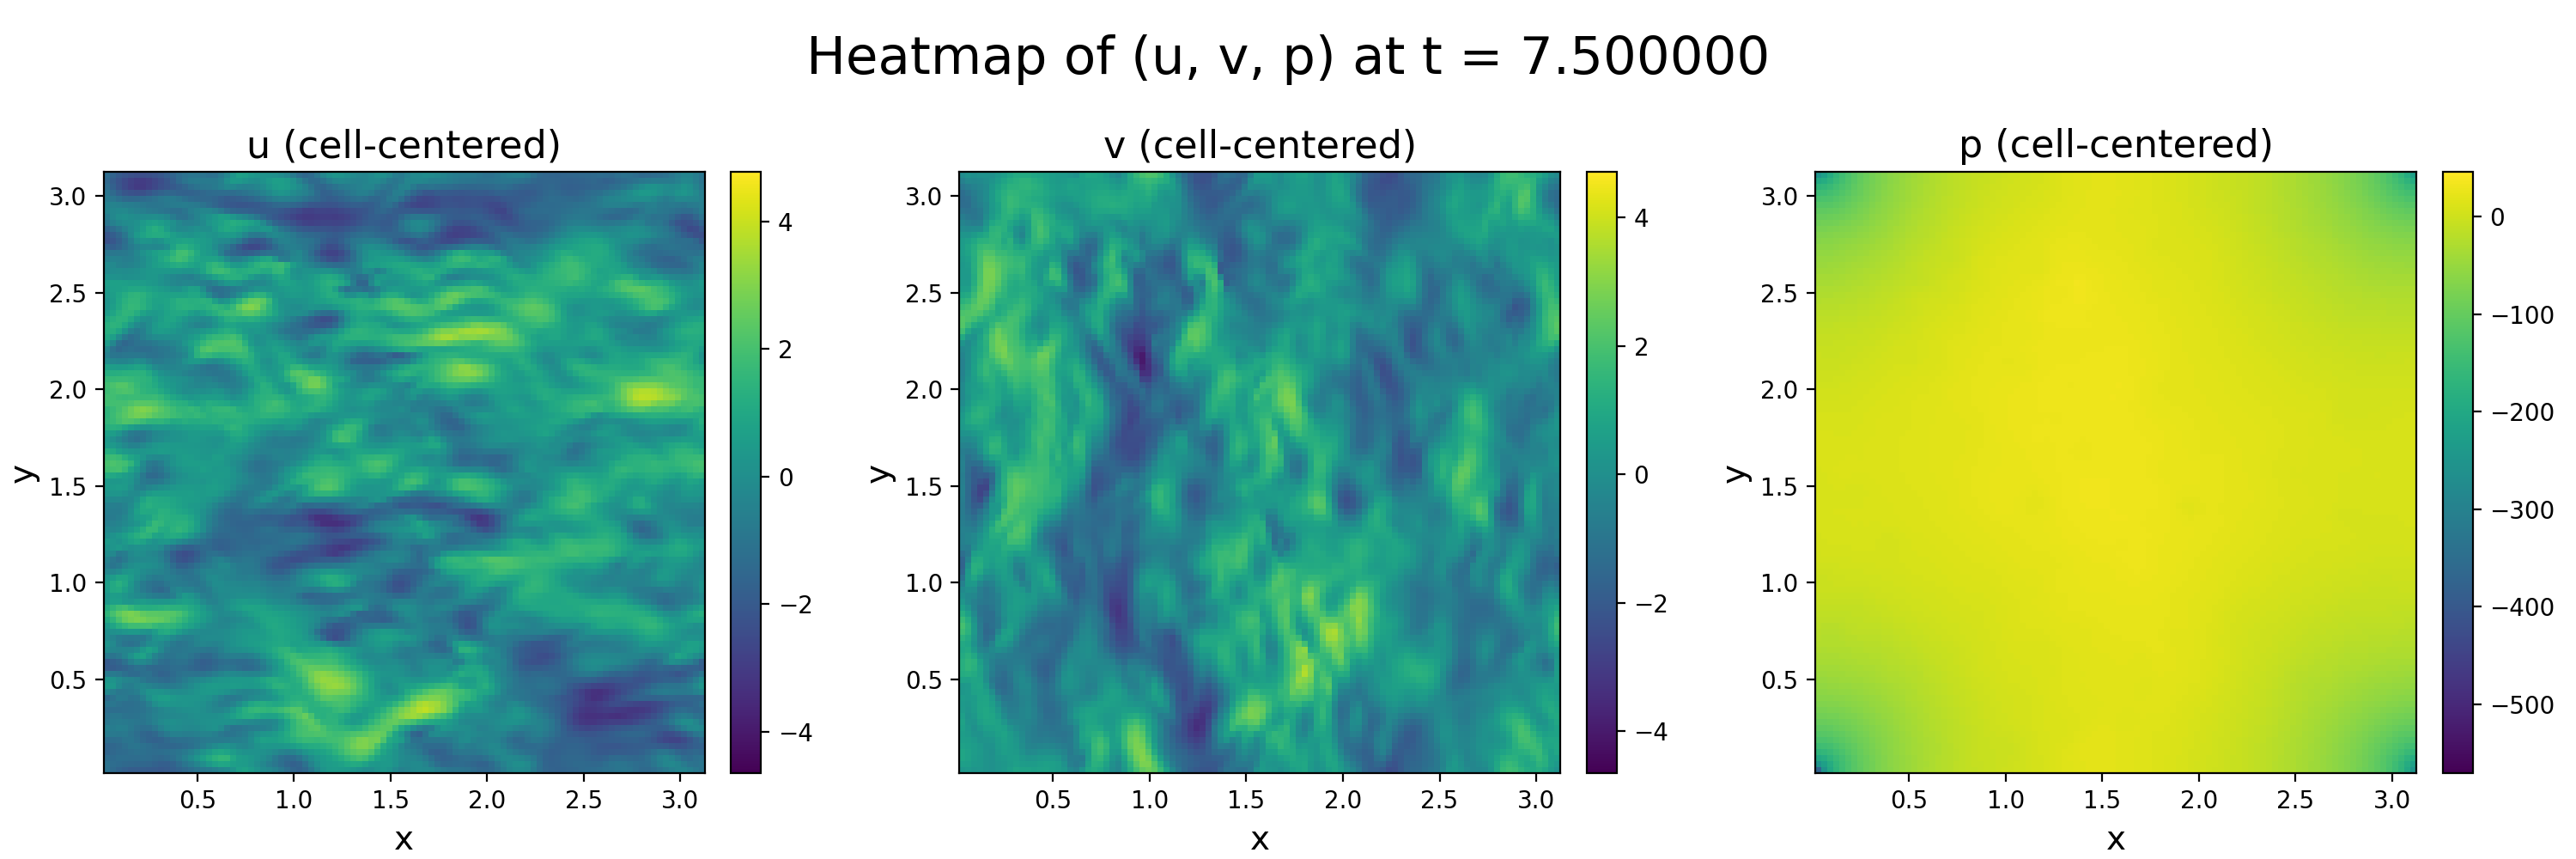 Heatmap of (u, v, p) at t = 7.500000
u (cell-centered)
3.0
2.5
2.0
1.5
1.0
0.5
y
0.5 1.0 1.5 2.0 2.5 3.0
x
4
2
0
−2
−4
v (cell-centered)
3.0
2.5
2.0
1.5
1.0
0.5
y
0.5 1.0 1.5 2.0 2.5 3.0
x
4
2
0
−2
−4
p (cell-centered)
3.0
2.5
2.0
1.5
1.0
0.5
y
0.5 1.0 1.5 2.0 2.5 3.0
x
0
−100
−200
−300
−400
−500